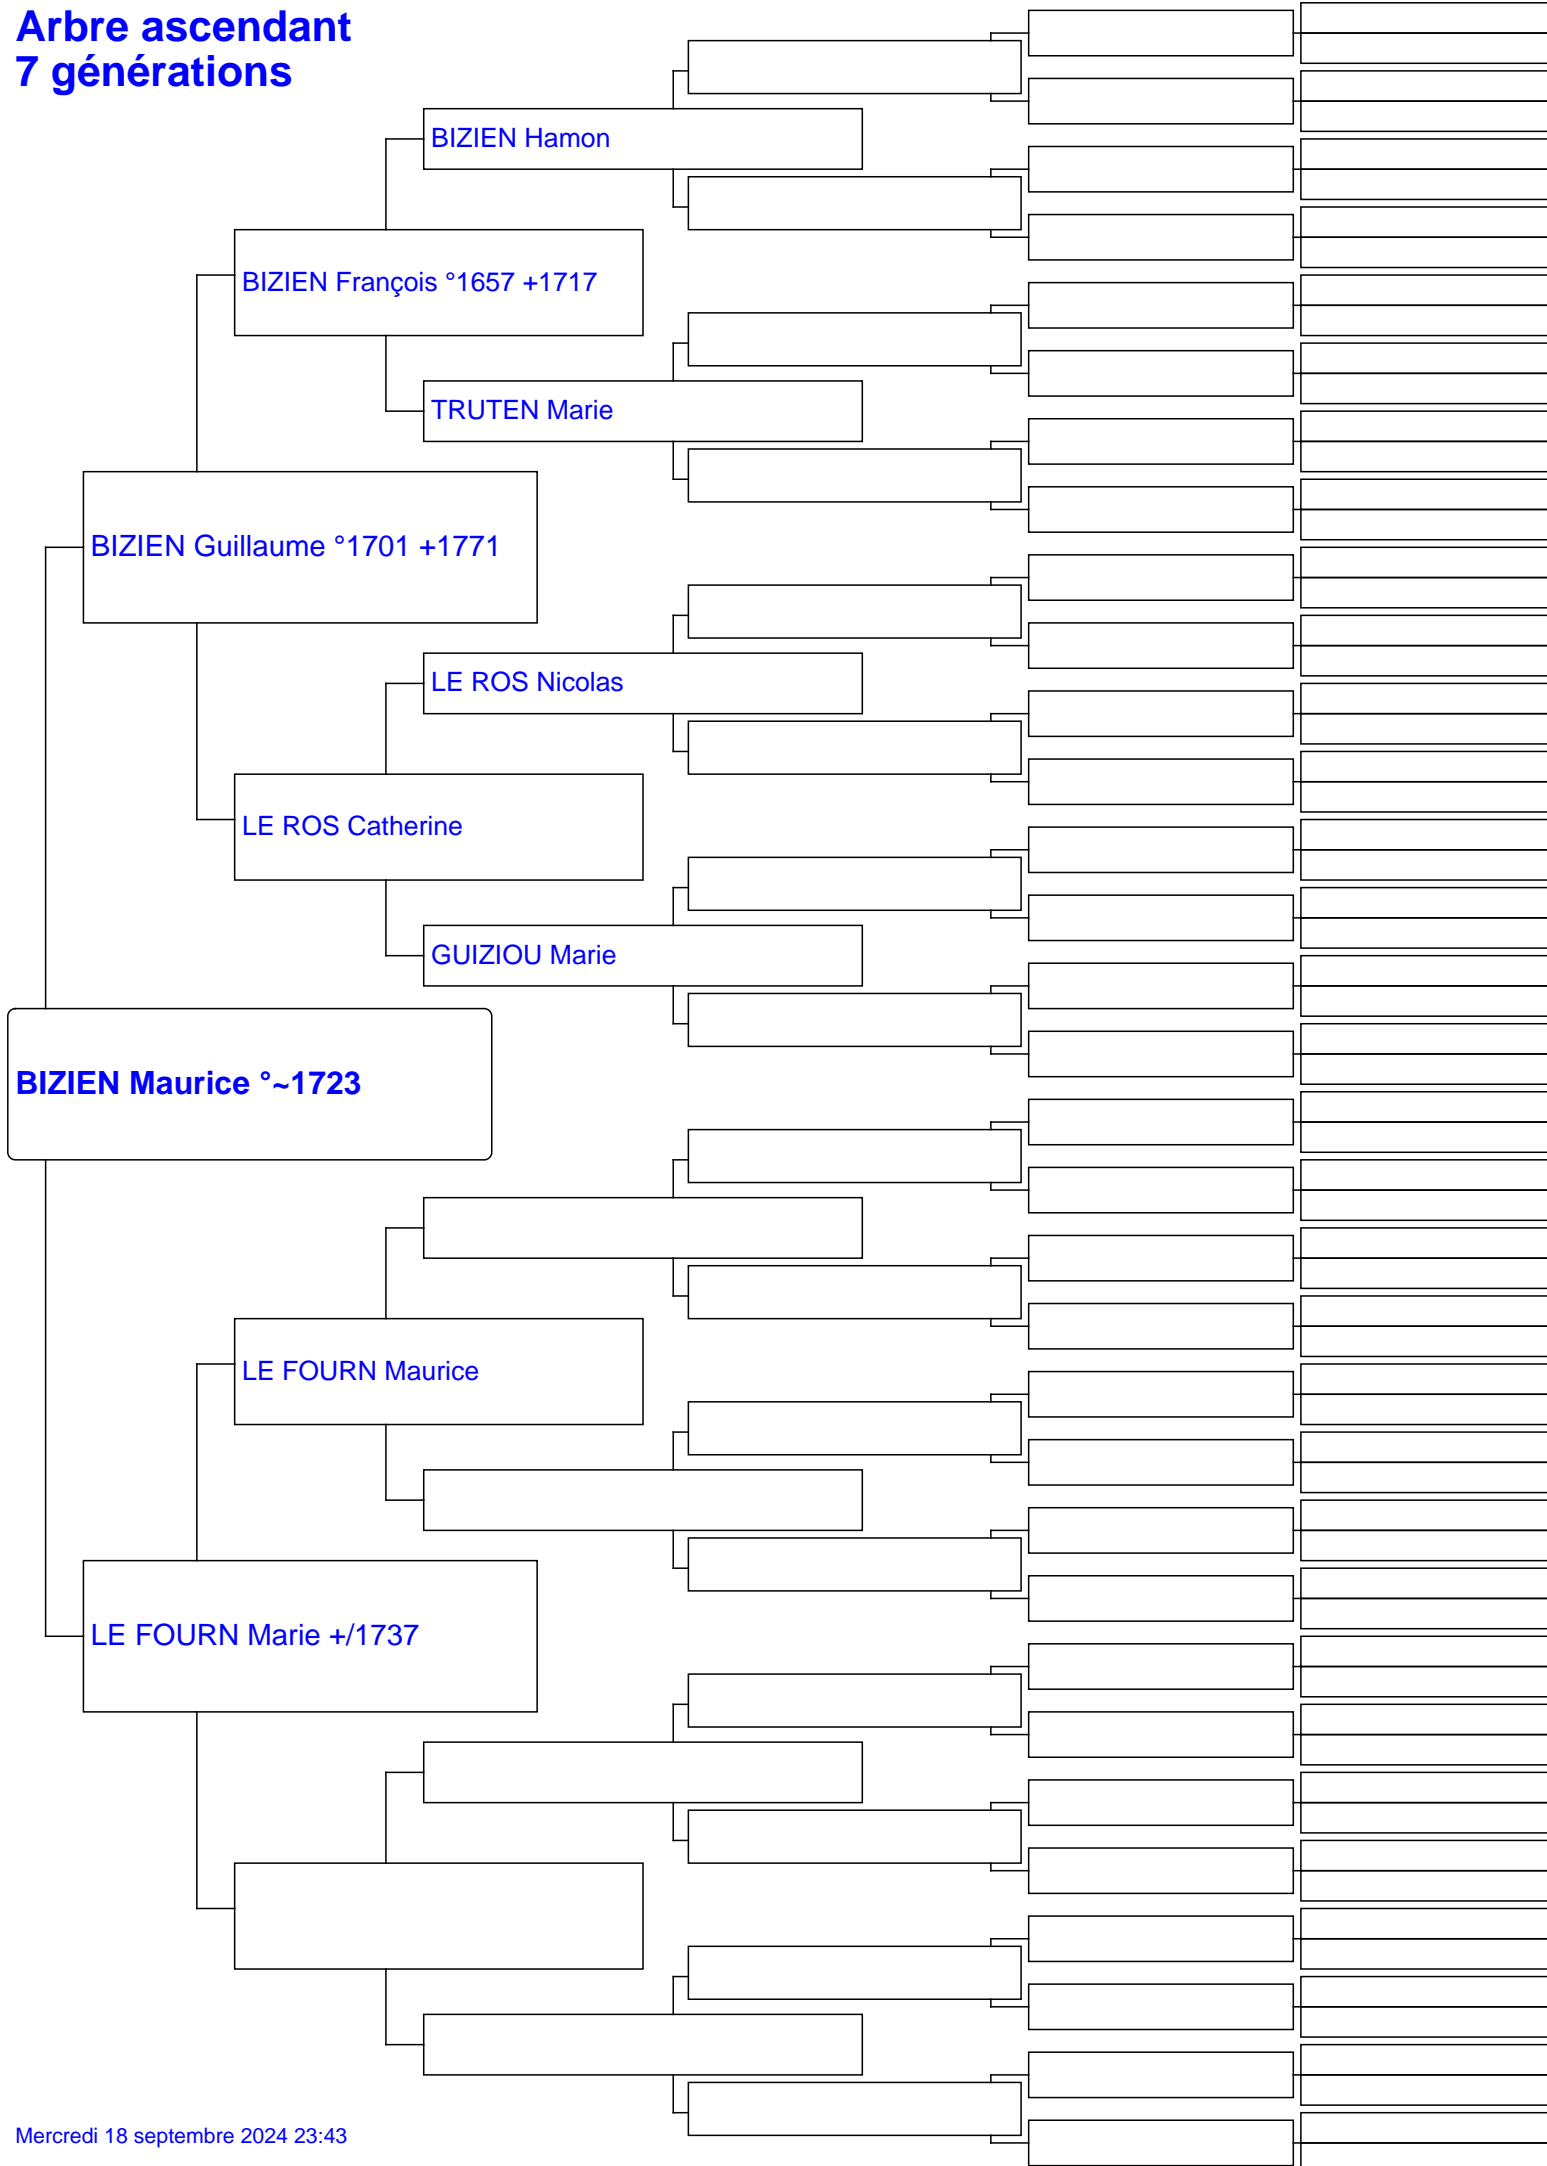 Arbre ascendant
7 générations
BIZIEN Hamon
BIZIEN François °1657 +1717
TRUTEN Marie
BIZIEN Guillaume °1701 +1771
LE ROS Nicolas
LE ROS Catherine
GUIZIOU Marie
BIZIEN Maurice °~1723
LE FOURN Maurice
LE FOURN Marie +/1737
Mercredi 18 septembre 2024 23:43